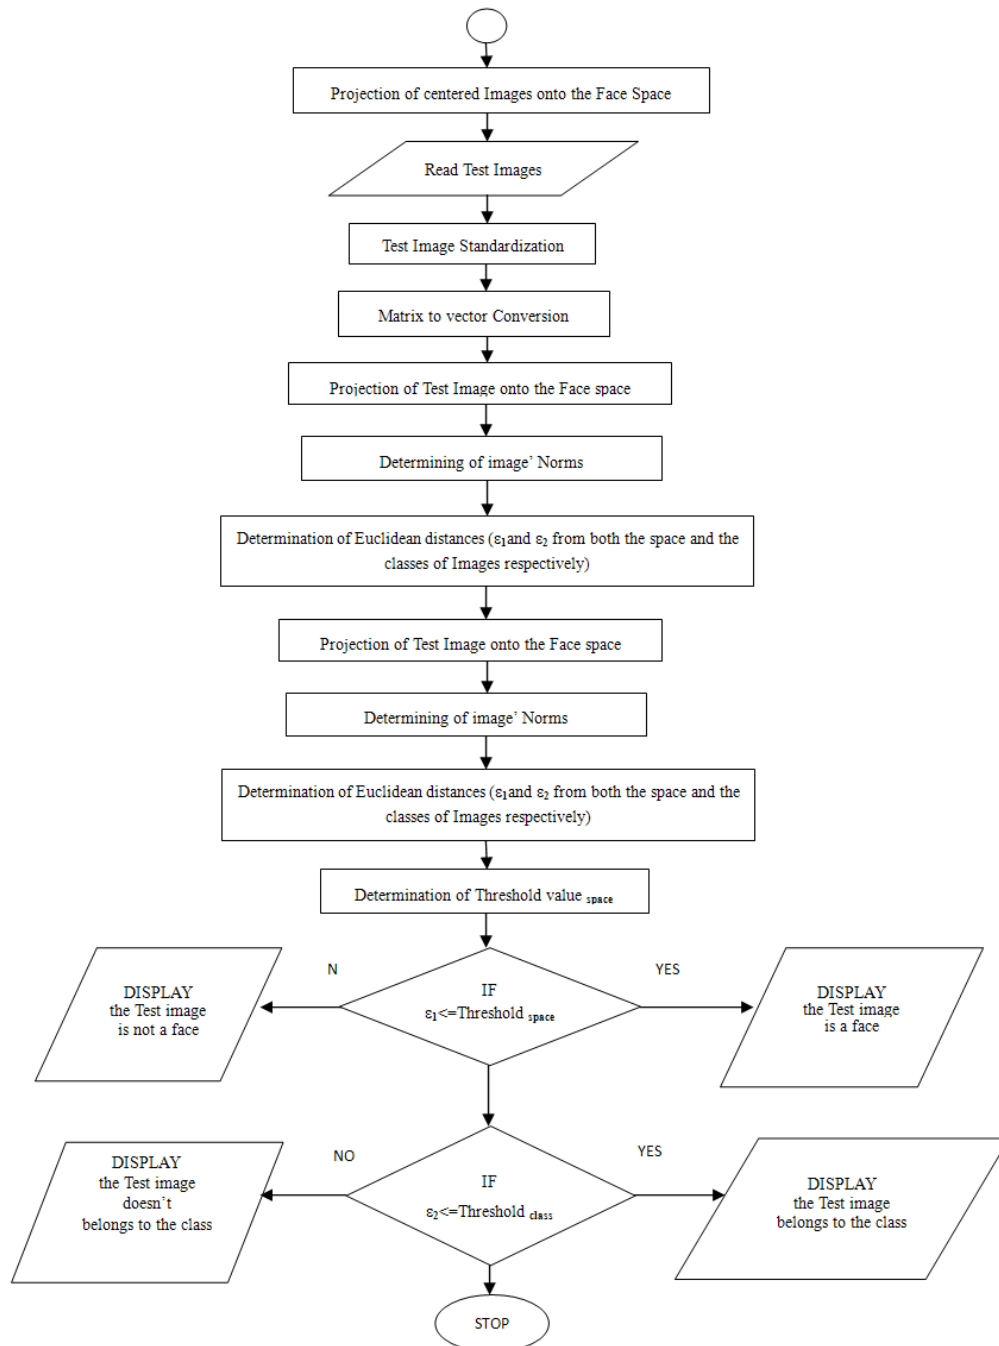 Projection of centered Images onto the Face Space
Read Test Images
Test Image Standardization
Matrix to vector Conversion
Projection of Test Image onto the Face space
Determining of image' Norms
Determination of Euclidean distances (ε₁and ε₂ from both the space and the
classes of Images respectively)
Projection of Test Image onto the Face space
Determining of image' Norms
Determination of Euclidean distances (ε₁and ε₂ from both the space and the
classes of Images respectively)
Determination of Threshold value space
N
YES
DISPLAY
the Test image
is not a face
IF
ε₁<=Threshold space
DISPLAY
the Test image
is a face
NO
YES
DISPLAY
the Test image
doesn't
belongs to the class
IF
ε₂<=Threshold class
DISPLAY
the Test image
belongs to the class
STOP